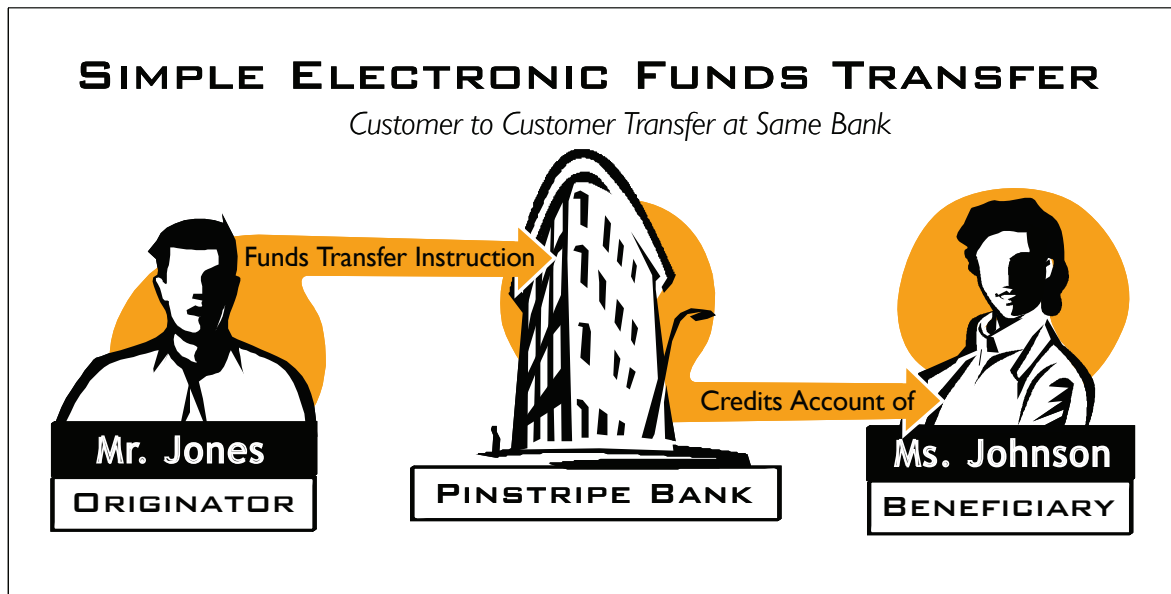 SIMPLE ELECTRONIC FUNDS TRANSFER
Customer to Customer Transfer at Same Bank
Funds Transfer Instruction
Credits Account of
Mr. Jones
ORIGINATOR
PINSTRIPE BANK
Ms. Johnson
BENEFICIARY